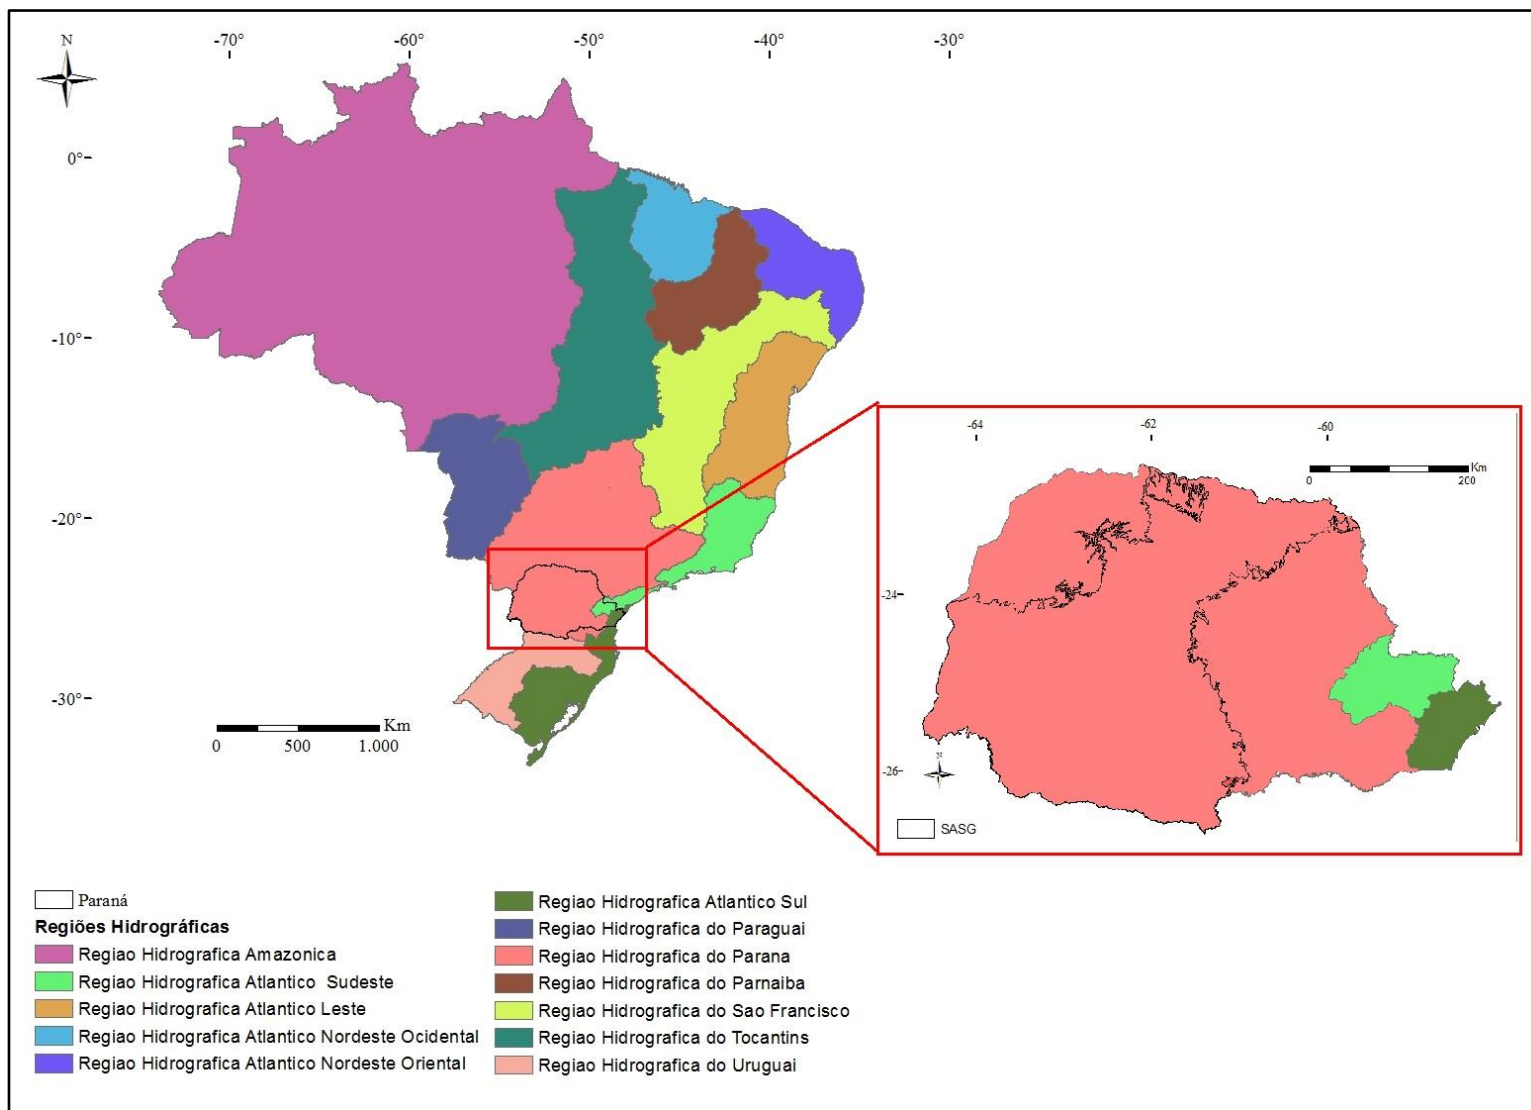 N
-70°
-60°
-50°
-40°
-30°
0°
-10°
-20°
-30°
Km
0
500
1.000
-64
-62
-60
Km
0
200
-24
-26
N
SASG
Paraná
Regiões Hidrográficas
Regiao Hidrografica Amazonica
Regiao Hidrografica Atlantico  Sudeste
Regiao Hidrografica Atlantico Leste
Regiao Hidrografica Atlantico Nordeste Ocidental
Regiao Hidrografica Atlantico Nordeste Oriental
Regiao Hidrografica Atlantico Sul
Regiao Hidrografica do Paraguai
Regiao Hidrografica do Parana
Regiao Hidrografica do Parnaiba
Regiao Hidrografica do Sao Francisco
Regiao Hidrografica do Tocantins
Regiao Hidrografica do Uruguai